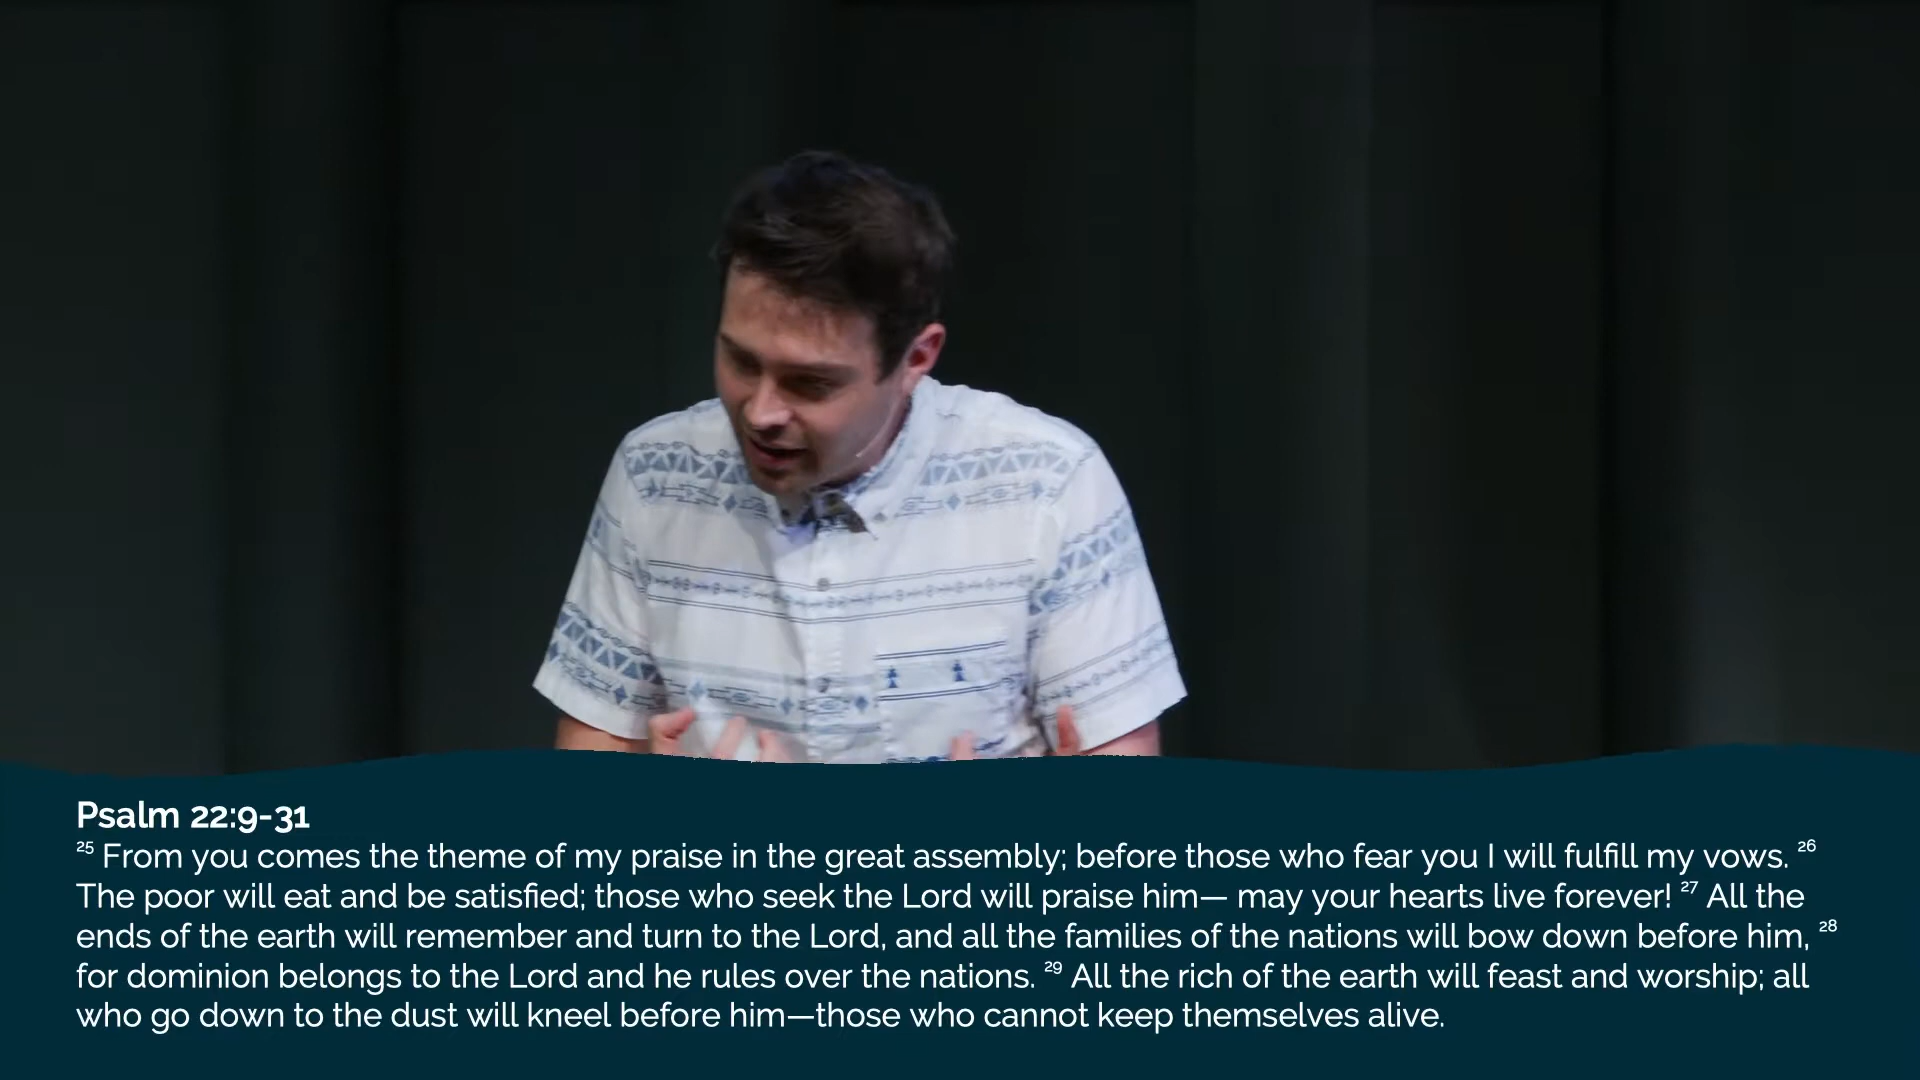 Psalm 22:9-31
25 From you comes the theme of my praise in the great assembly; before those who fear you I will fulfill my vows. 26
The poor will eat and be satisfied; those who seek the Lord will praise him— may your hearts live forever! 27 All the
ends of the earth will remember and turn to the Lord, and all the families of the nations will bow down before him, 28
for dominion belongs to the Lord and he rules over the nations. 29 All the rich of the earth will feast and worship; all
who go down to the dust will kneel before him—those who cannot keep themselves alive.